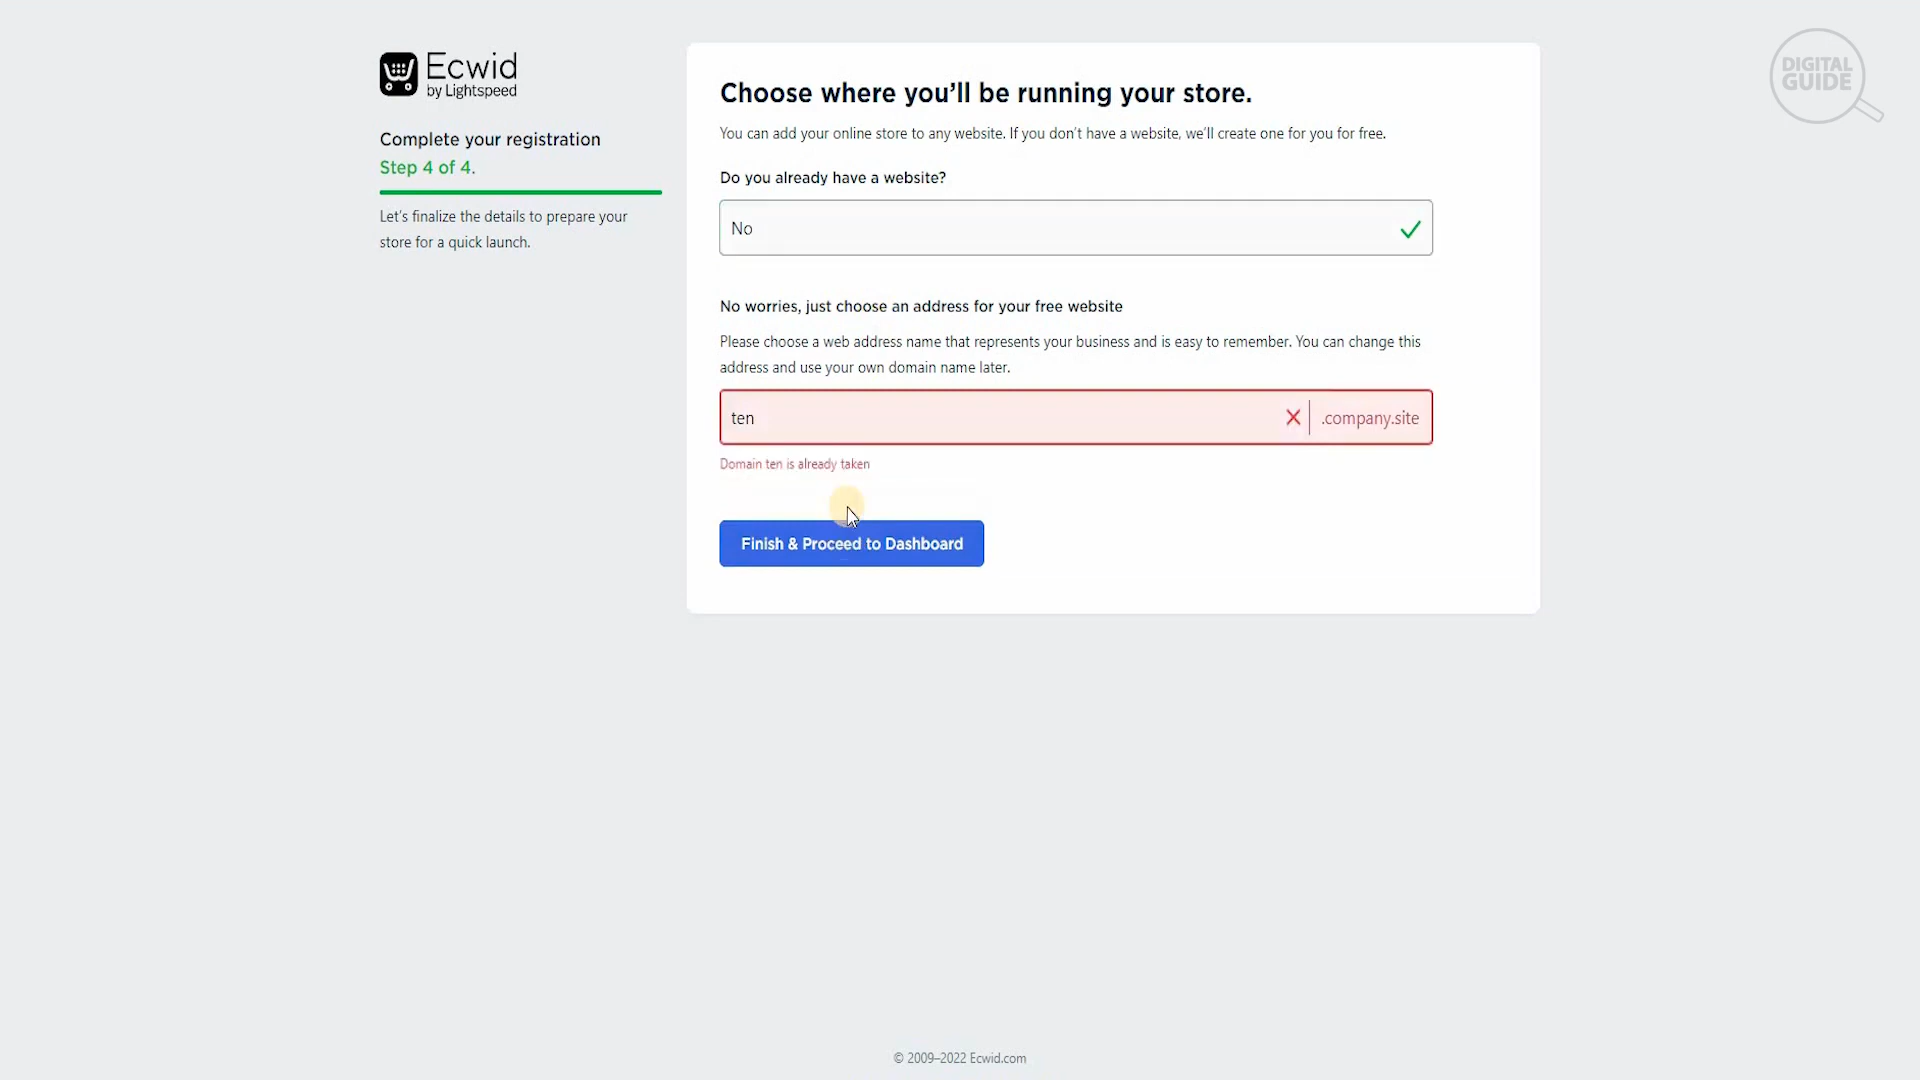 Ecwid
by Lightspeed
Complete your registration
Step 4 of 4.
Let's finalize the details to prepare your
store for a quick launch.
Choose where you'll be running your store.
You can add your online store to any website. If you don't have a website, we'll create one for you for free.
Do you already have a website?
No
No worries, just choose an address for your free website
Please choose a web address name that represents your business and is easy to remember. You can change this
address and use your own domain name later.
ten .company.site
Domain ten is already taken
Finish & Proceed to Dashboard
DIGITAL
GUIDE
© 2009–2022 Ecwid.com